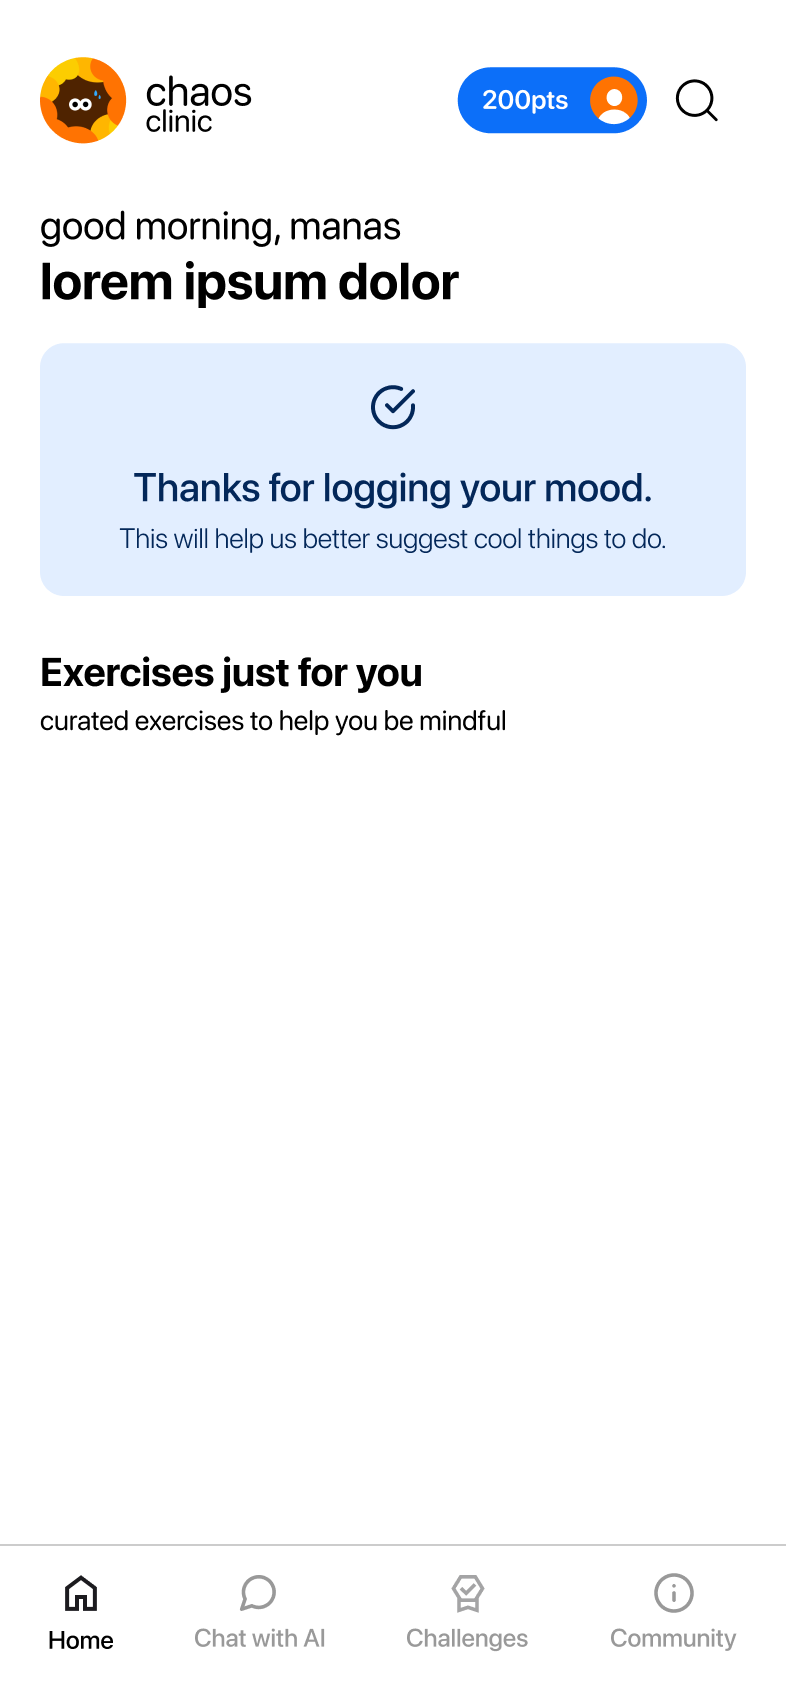 chaos
clinic
200pts
good morning, manas
lorem ipsum dolor
Thanks for logging your mood.
This will help us better suggest cool things to do.
Exercises just for you
curated exercises to help you be mindful
Home
Chat with AI
Challenges
Community